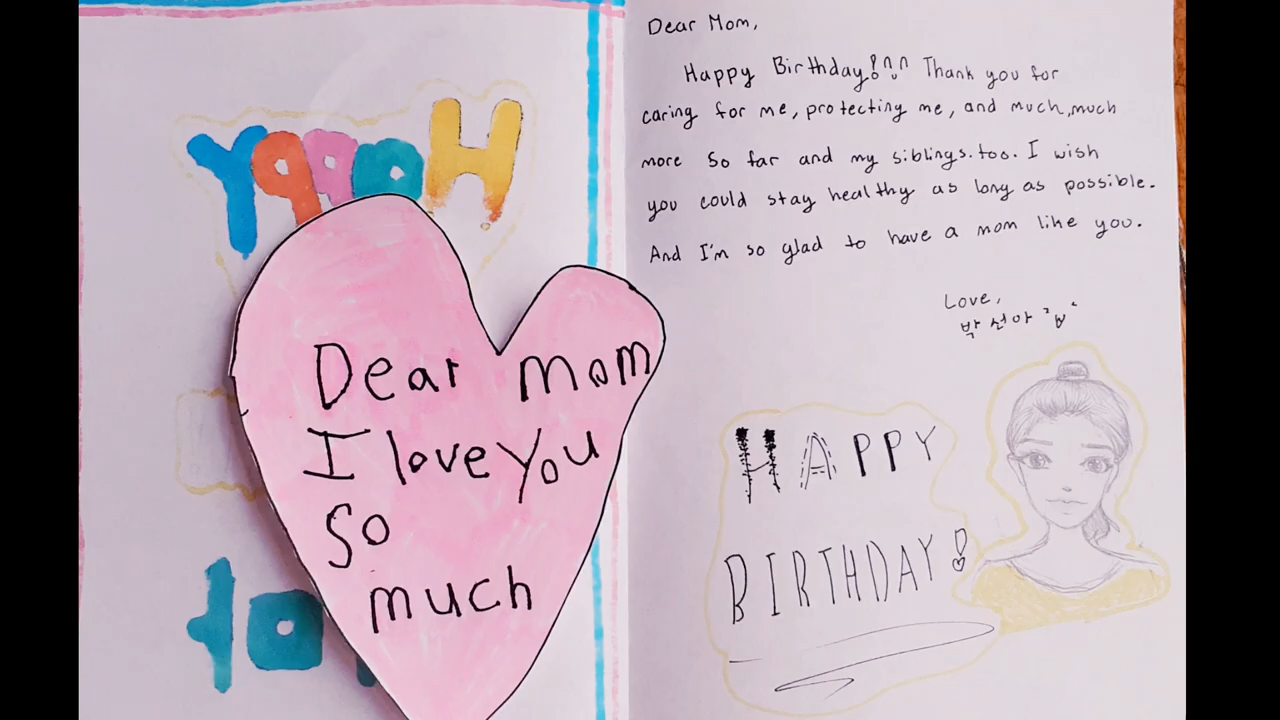 Happy
Dear mom
I love you
so
much
Dear Mom,
Happy Birthday!!! Thank you for
caring for me, protecting me, and much, much
more so far and my siblings. too. I wish
you could stay healthy as long as possible.
And I'm so glad to have a mom like you.
Love,
박선아
HAPPY
BIRTHDAY!